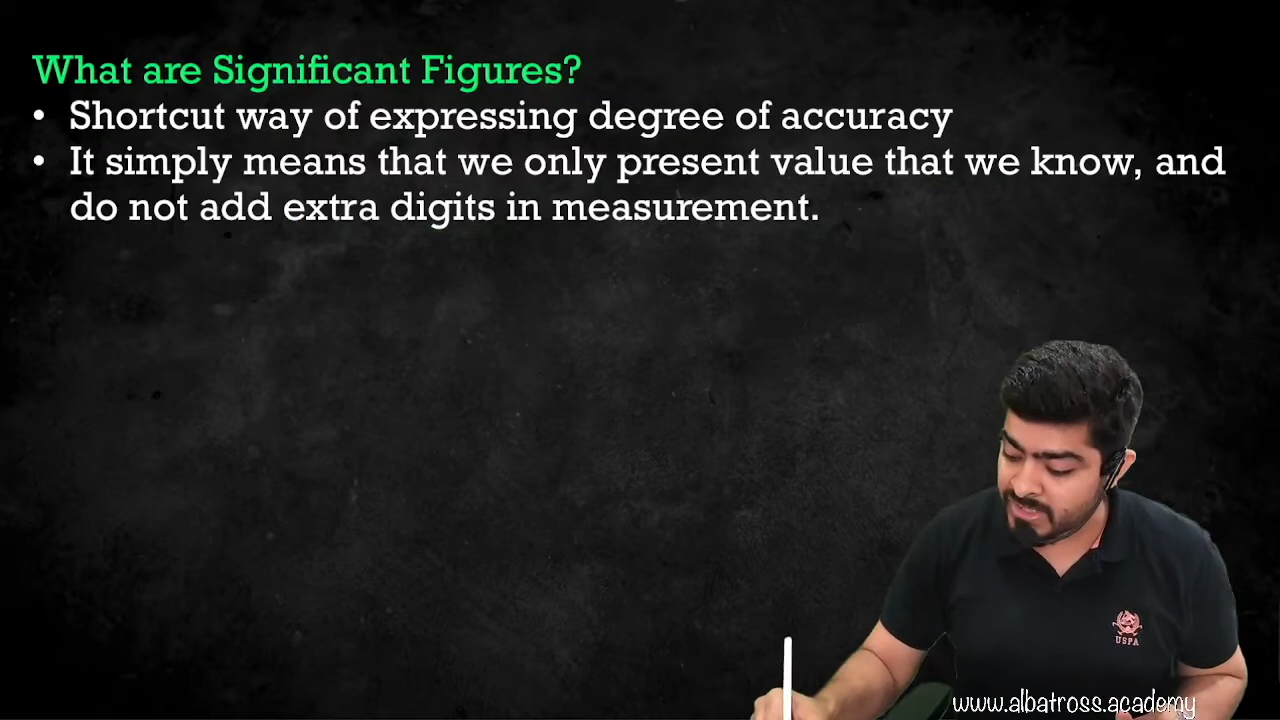 What are Significant Figures?
• Shortcut way of expressing degree of accuracy
• It simply means that we only present value that we know, and
do not add extra digits in measurement.
USPA
www.albatross.academy